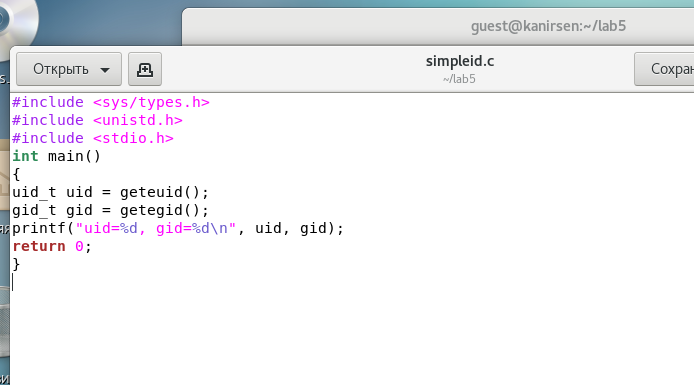 guest@kanirsen:~/lab5
Открыть
simpleid.c
~/lab5
#include <sys/types.h>
#include <unistd.h>
#include <stdio.h>
int main()
{
uid_t uid = geteuid();
gid_t gid = getegid();
printf("uid=%d, gid=%d\n", uid, gid);
return 0;
}